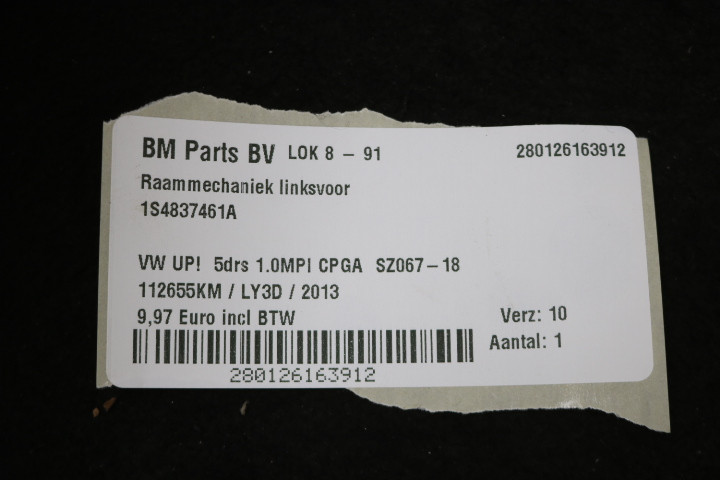 BM Parts BV LOK 8 - 91 280126163912
Raammechaniek linksvoor
1S4837461A
VW UP! 5drs 1.0MPI CPGA SZ067-18
112655KM / LY3D / 2013
9,97 Euro incl BTW Verz: 10
Aantal: 1
280126163912